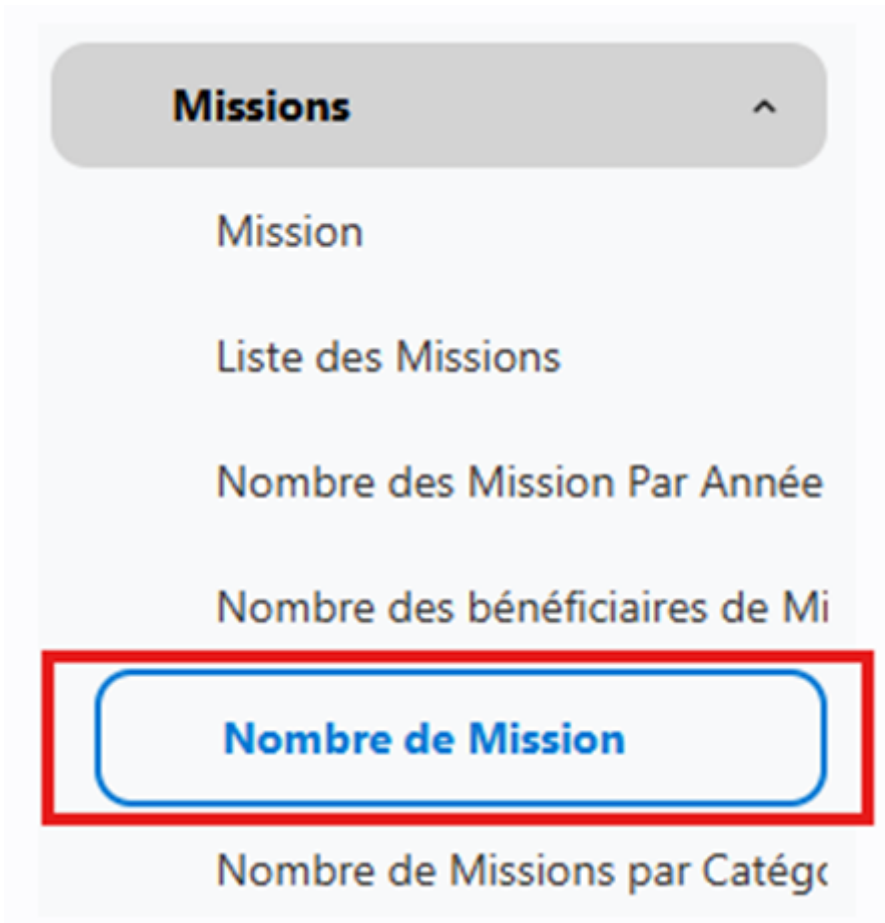 Missions
Mission
Liste des Missions
Nombre des Mission Par Année
Nombre des bénéficiaires de Mi
Nombre de Mission
Nombre de Missions par Catégo